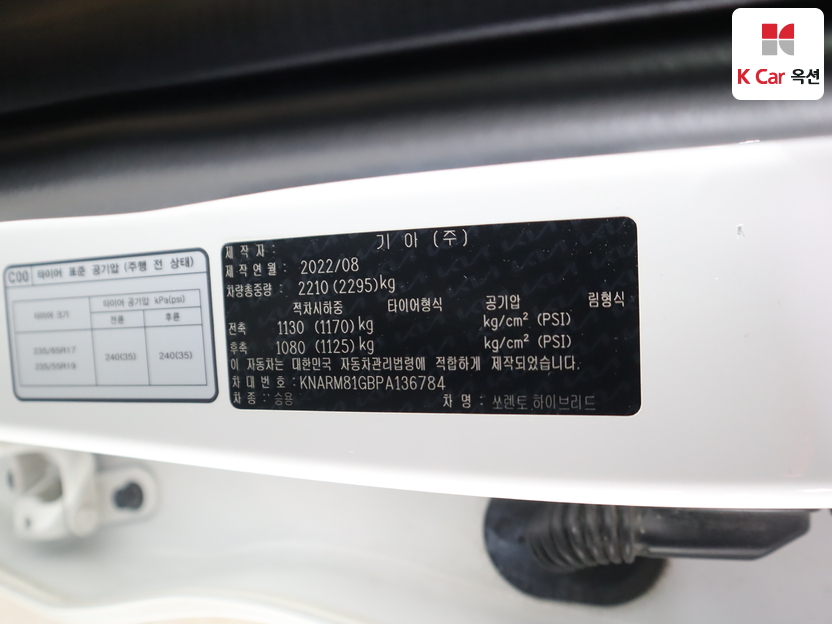 K Car 옥션
C00 타이어 표준 공기압 (주행 전 상태)
타이어 크기 타이어 공기압 kPa(psi)
전륜 후륜
235/65R17
235/55R19
240(35) 240(35)
제 작 자 : 기 아 (주)
제 작 연 월 : 2022/08
차량총중량 : 2210 (2295)kg
적차시하중 타이어형식 공기압 림형식
전축 1130 (1170)kg kg/cm² (PSI)
후축 1080 (1125)kg kg/cm² (PSI)
이 자동차는 대한민국 자동차관리법령에 적합하게 제작되었습니다.
차 대 번 호 : KNARM81GBPA136784
차 종 : 승용 차 명 : 쏘렌토 하이브리드